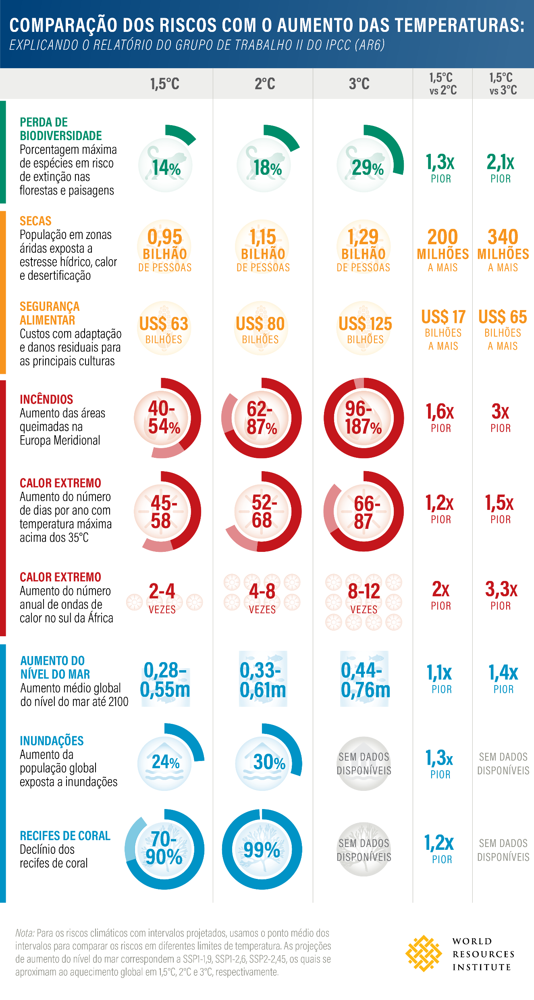 COMPARAÇÃO DOS RISCOS COM O AUMENTO DAS TEMPERATURAS:
EXPLICANDO O RELATÓRIO DO GRUPO DE TRABALHO II DO IPCC (AR6)
1,5°C
2°C
3°C
1,5°C
vs 2°C
1,5°C
vs 3°C
PERDA DE
BIODIVERSIDADE
Porcentagem máxima
de espécies em risco
de extinção nas
florestas e paisagens
14%
18%
29%
1,3x
PIOR
2,1x
PIOR
SECAS
População em zonas
áridas exposta a
estresse hídrico, calor
e desertificação
0,95
BILHÃO
DE PESSOAS
1,15
BILHÃO
DE PESSOAS
1,29
BILHÃO
DE PESSOAS
200
MILHÕES
A MAIS
340
MILHÕES
A MAIS
SEGURANÇA
ALIMENTAR
Custos com adaptação
e danos residuais para
as principais culturas
US$ 63
BILHÕES
US$ 80
BILHÕES
US$ 125
BILHÕES
US$ 17
BILHÕES
A MAIS
US$ 65
BILHÕES
A MAIS
INCÊNDIOS
Aumento das áreas
queimadas na
Europa Meridional
40-
54%
62-
87%
96-
187%
1,6x
PIOR
3x
PIOR
CALOR EXTREMO
Aumento do número
de dias por ano com
temperatura máxima
acima dos 35°C
45-
58
52-
68
66-
87
1,2x
PIOR
1,5x
PIOR
CALOR EXTREMO
Aumento do número
anual de ondas de
calor no sul da África
2-4
VEZES
4-8
VEZES
8-12
VEZES
2x
PIOR
3,3x
PIOR
AUMENTO DO
NÍVEL DO MAR
Aumento médio global
do nível do mar até 2100
0,28–
0,55m
0,33-
0,61m
0,44-
0,76m
1,1x
PIOR
1,4x
PIOR
INUNDAÇÕES
Aumento da
população global
exposta a inundações
24%
30%
SEM DADOS
DISPONÍVEIS
1,3x
PIOR
SEM DADOS
DISPONÍVEIS
RECIFES DE CORAL
Declínio dos
recifes de coral
70-
90%
99%
SEM DADOS
DISPONÍVEIS
1,2x
PIOR
SEM DADOS
DISPONÍVEIS
Nota: Para os riscos climáticos com intervalos projetados, usamos o ponto médio dos
intervalos para comparar os riscos em diferentes limites de temperatura. As projeções
de aumento do nível do mar correspondem a SSP1-1,9, SSP1-2,6, SSP2-2,45, os quais se
aproximam ao aquecimento global em 1,5°C, 2°C e 3°C, respectivamente.
WORLD
RESOURCES
INSTITUTE